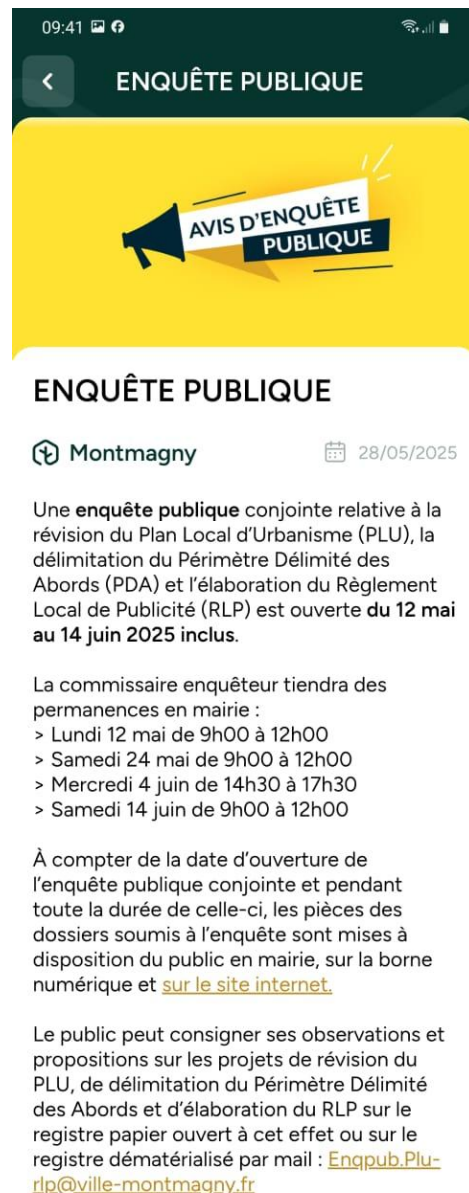 09:41
ENQUÊTE PUBLIQUE
AVIS D'ENQUÊTE
PUBLIQUE
ENQUÊTE PUBLIQUE
Montmagny
28/05/2025
Une enquête publique conjointe relative à la
révision du Plan Local d'Urbanisme (PLU), la
délimitation du Périmètre Délimité des
Abords (PDA) et l'élaboration du Règlement
Local de Publicité (RLP) est ouverte du 12 mai
au 14 juin 2025 inclus.
La commissaire enquêteur tiendra des
permanences en mairie :
> Lundi 12 mai de 9h00 à 12h00
> Samedi 24 mai de 9h00 à 12h00
> Mercredi 4 juin de 14h30 à 17h30
> Samedi 14 juin de 9h00 à 12h00
À compter de la date d'ouverture de
l'enquête publique conjointe et pendant
toute la durée de celle-ci, les pièces des
dossiers soumis à l'enquête sont mises à
disposition du public en mairie, sur la borne
numérique et sur le site internet.
Le public peut consigner ses observations et
propositions sur les projets de révision du
PLU, de délimitation du Périmètre Délimité
des Abords et d'élaboration du RLP sur le
registre papier ouvert à cet effet ou sur le
registre dématérialisé par mail : Enqpub.Plu-
rlp@ville-montmagny.fr